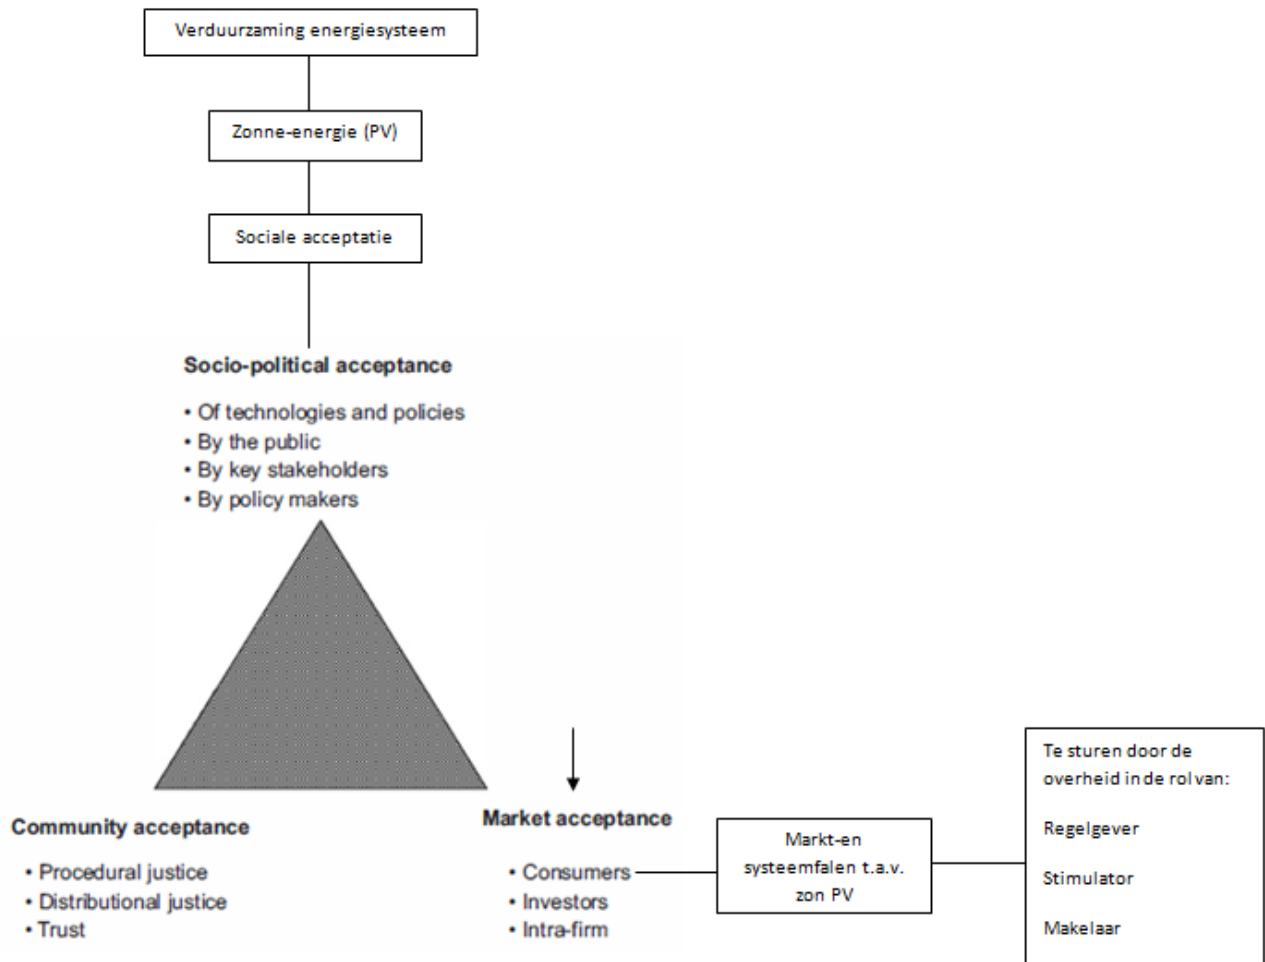 Verduurzaming energiesysteem
Zonne-energie (PV)
Sociale acceptatie
Socio-political acceptance
• Of technologies and policies
• By the public
• By key stakeholders
• By policy makers
Community acceptance
• Procedural justice
• Distributional justice
• Trust
Market acceptance
• Consumers
• Investors
• Intra-firm
Markt-en
systeemfalen t.a.v.
zon PV
Te sturen door de
overheid in de rol van:
Regelgever
Stimulator
Makelaar